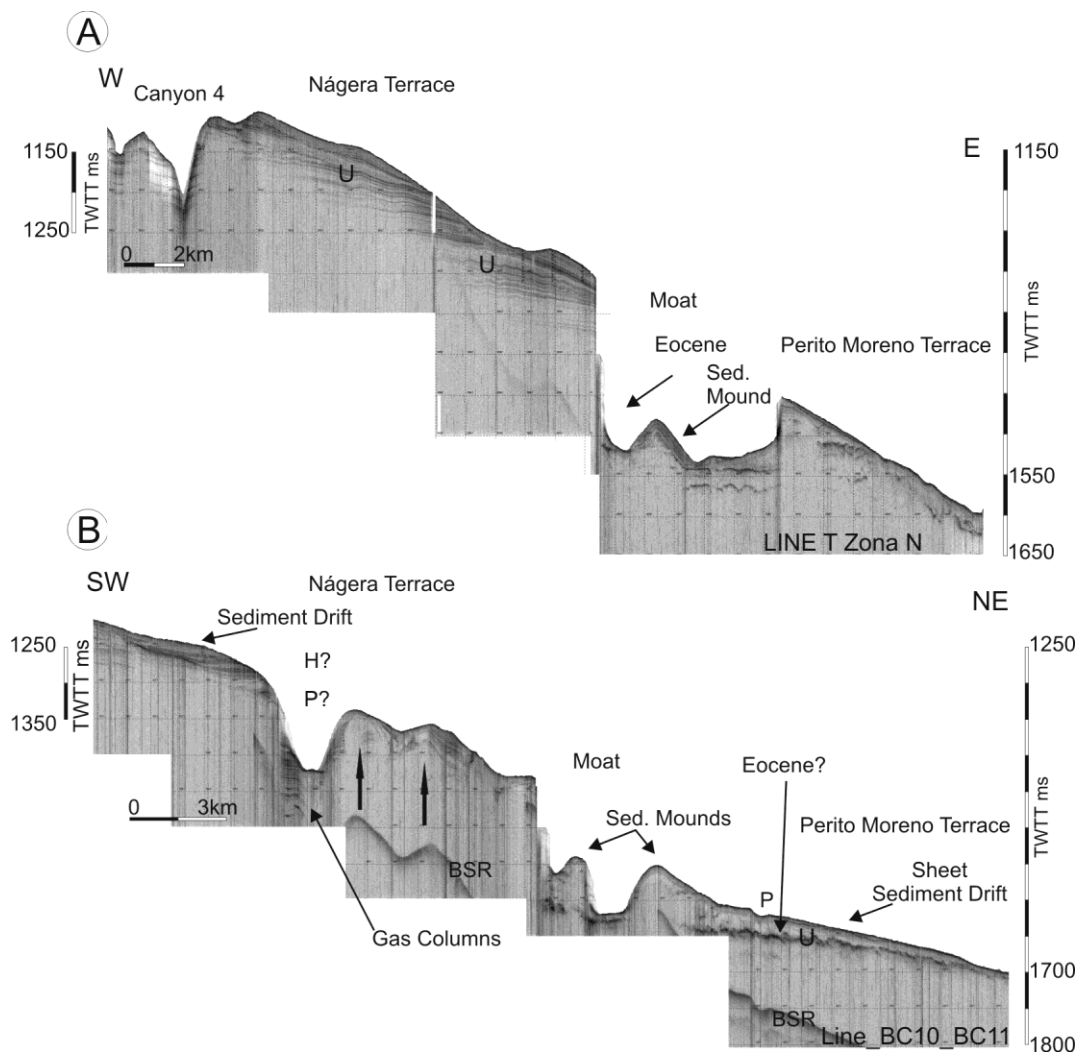 A
W
Canyon 4
Nágera Terrace
E
1150
1250
TWTT ms
0 2km
U
U
1150
TWTT ms
Moat
Eocene
Perito Moreno Terrace
Sed.
Mound
1550
1650
LINE T Zona N
B
SW
Nágera Terrace
NE
Sediment Drift
1250
1350
TWTT ms
H?
P?
1250
TWTT ms
0 3km
Moat
Eocene?
Sed. Mounds
Perito Moreno Terrace
BSR
Sheet
Sediment Drift
P
U
Gas Columns
1700
BSR
Line_BC10_BC11
1800